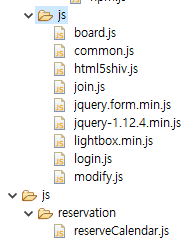 js
board.js
common.js
html5shiv.js
join.js
jquery.form.min.js
jquery-1.12.4.min.js
lightbox.min.js
login.js
modify.js
js
reservation
reserveCalendar.js